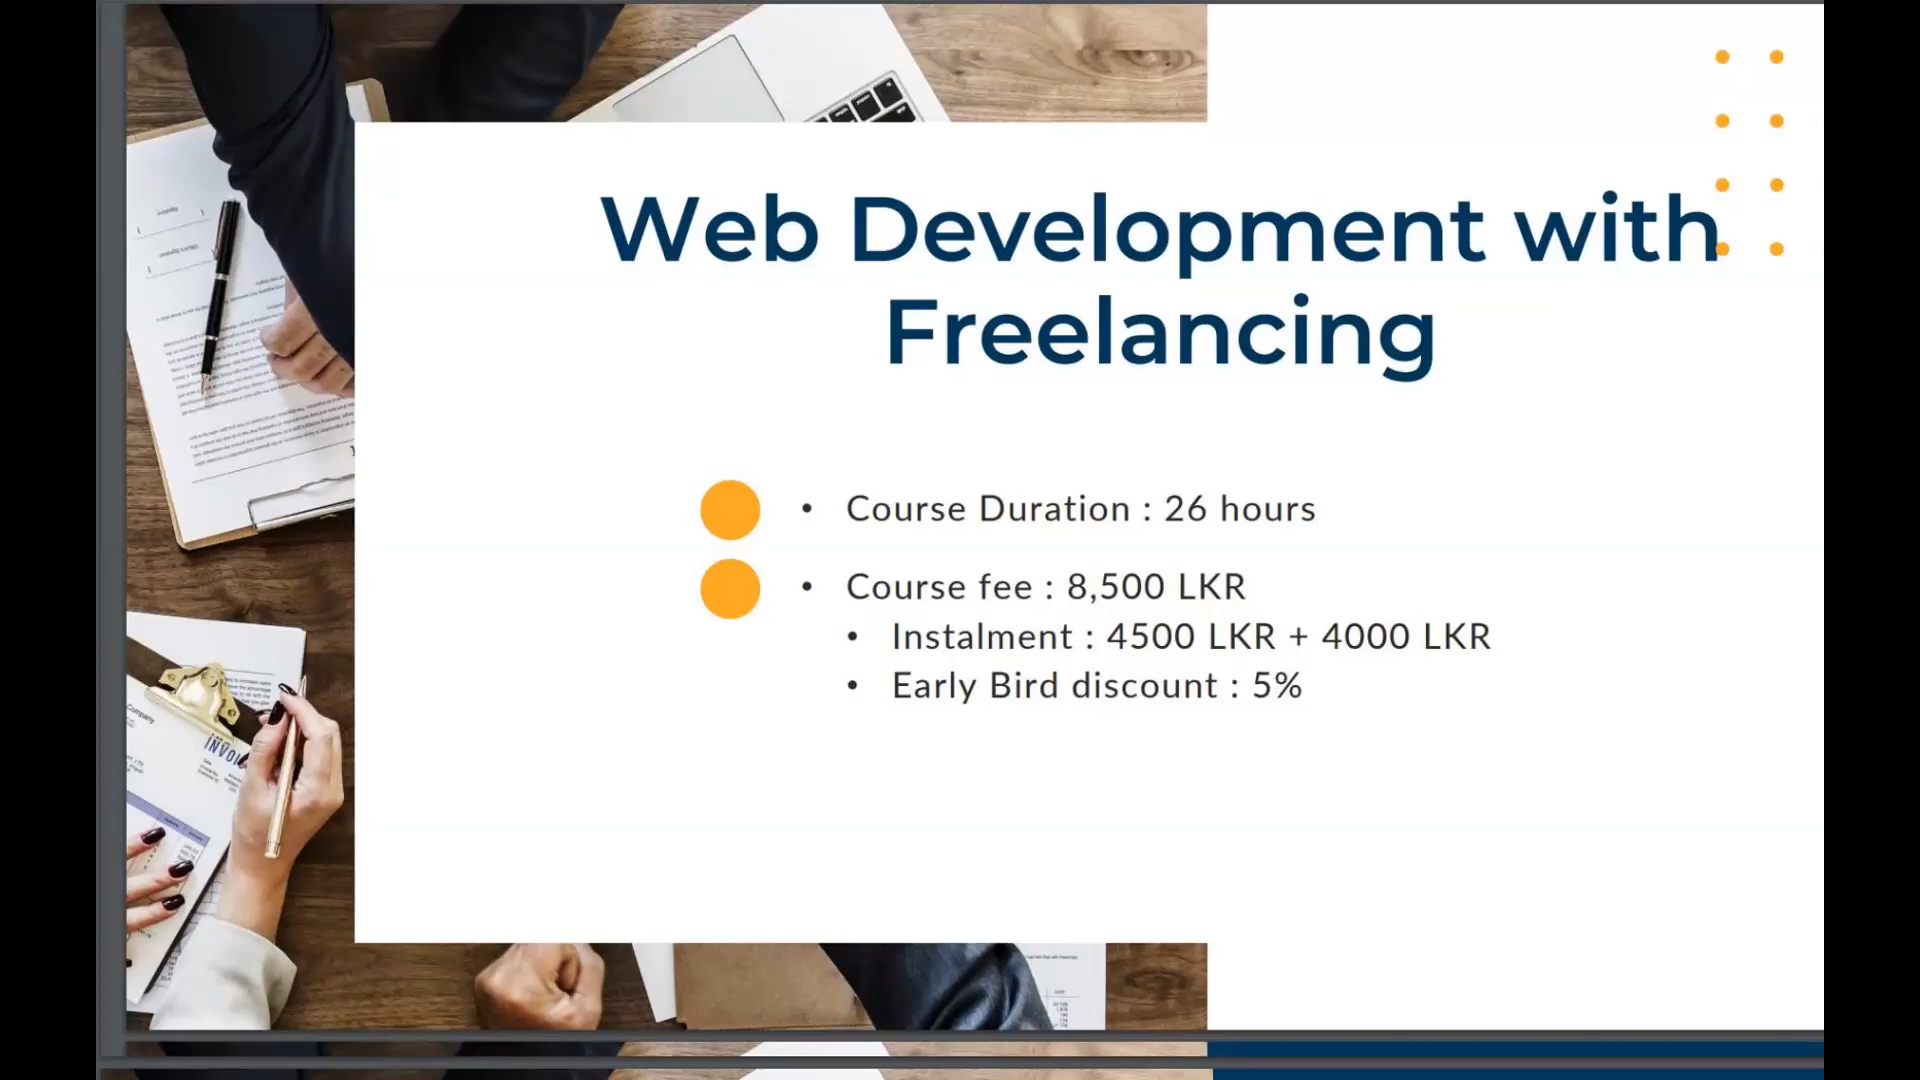 Web Development with
Freelancing
• Course Duration : 26 hours
• Course fee : 8,500 LKR
• Instalment : 4500 LKR + 4000 LKR
• Early Bird discount : 5%
Company